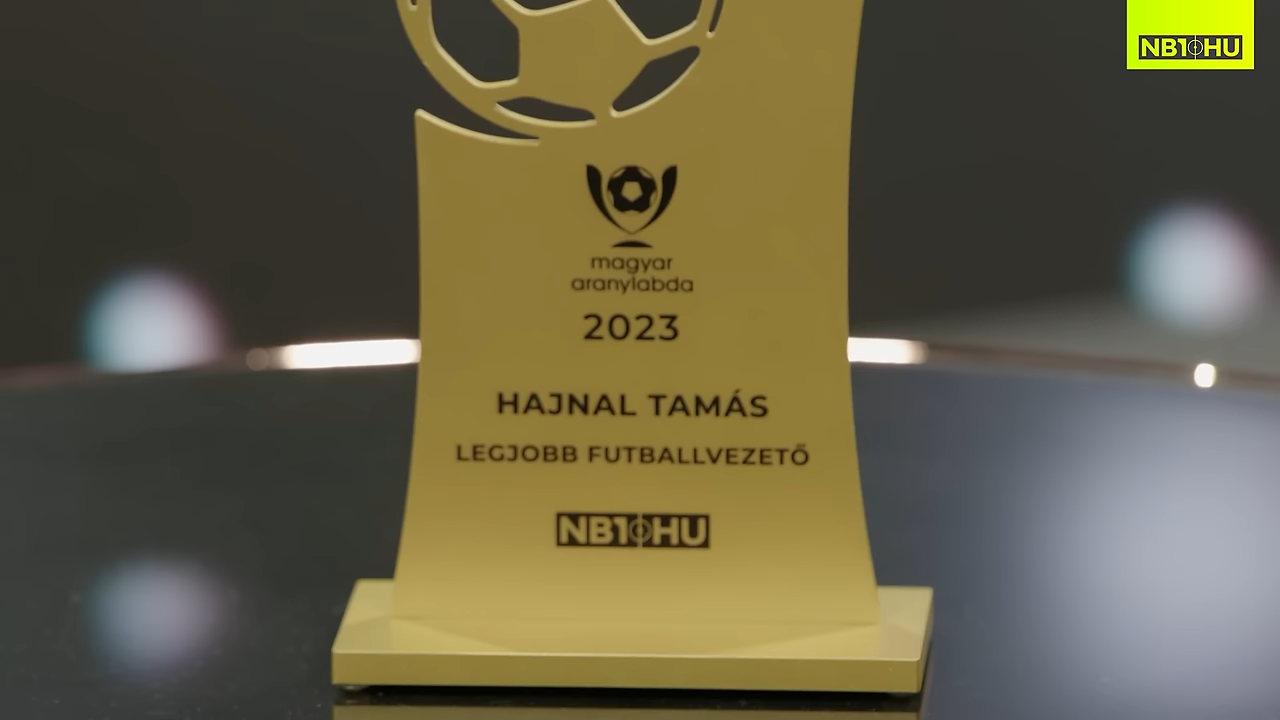 NB1HU
magyar
aranylabda
2023
HAJNAL TAMÁS
LEGJOBB FUTBALLVEZETŐ
NB1HU